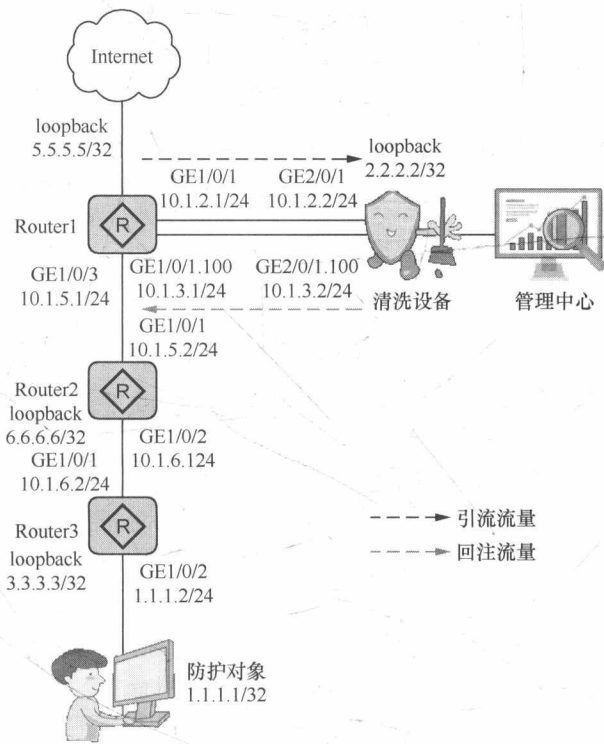 Internet
loopback
5.5.5.5/32
loopback
2.2.2.2/32
GE1/0/1
10.1.2.1/24
GE2/0/1
10.1.2.2/24
Router1
R
GE1/0/3
10.1.5.1/24
GE1/0/1.100
10.1.3.1/24
GE2/0/1.100
10.1.3.2/24
清洗设备
管理中心
GE1/0/1
10.1.5.2/24
Router2
loopback
6.6.6.6/32
R
GE1/0/2
10.1.6.124
GE1/0/1
10.1.6.2/24
Router3
loopback
3.3.3.3/32
R
GE1/0/2
1.1.1.2/24
引流流量
回注流量
防护对象
1.1.1.1/32